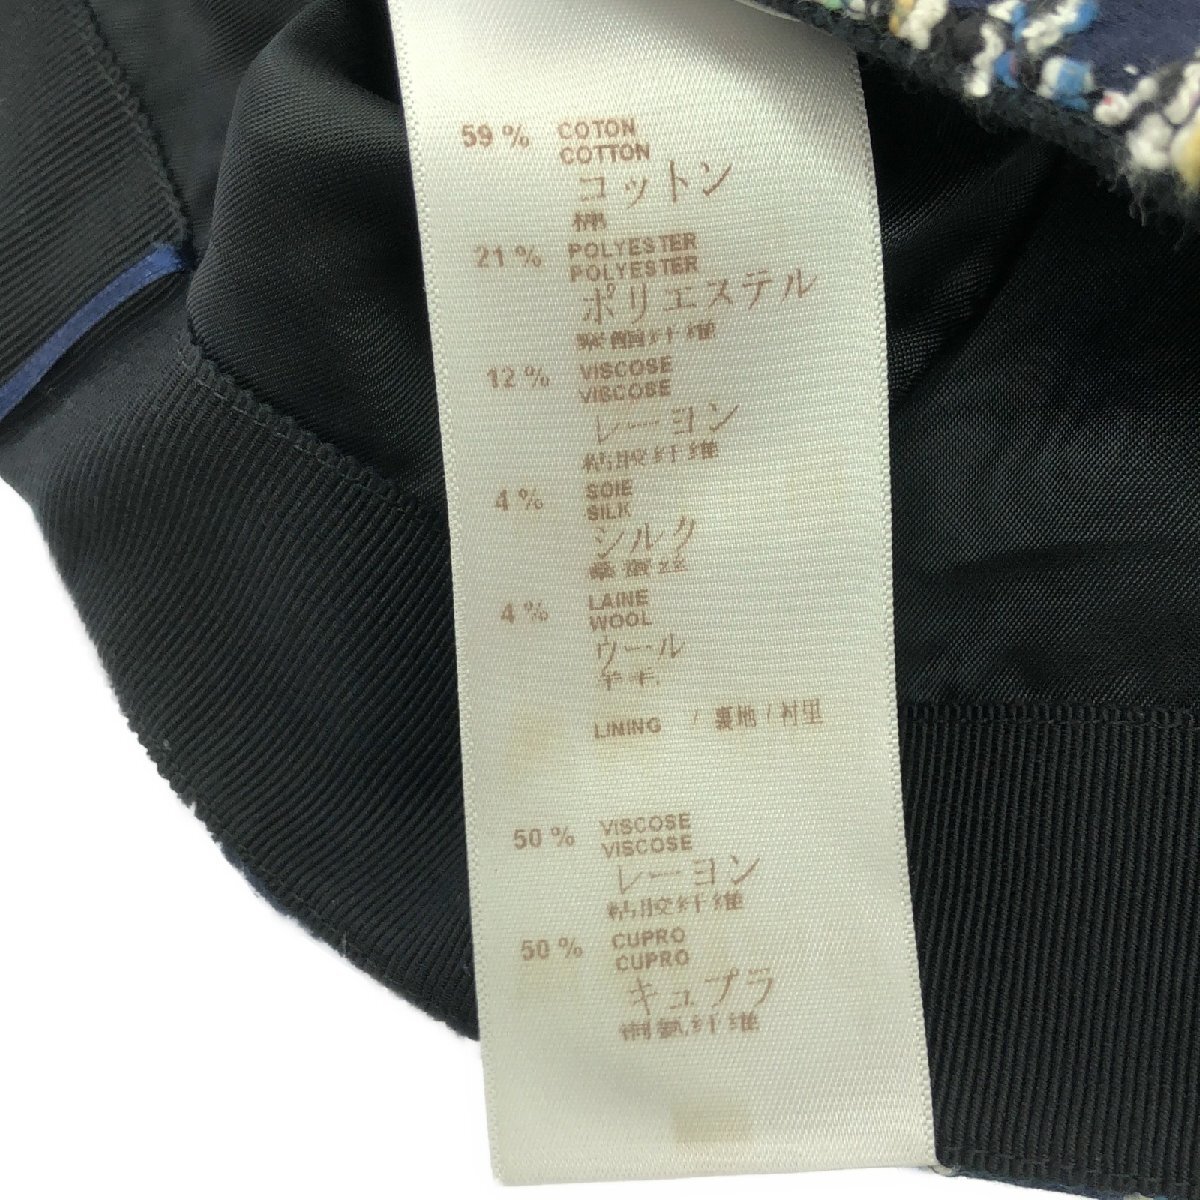 59 % COTON
COTTON
コットン
棉
21 % POLYESTER
POLYESTER
ポリエステル
聚酯纤维
12 % VISCOSE
VISCOSE
レーヨン
粘胶纤维
4 % SOIE
SILK
シルク
桑蚕丝
4 % LAINE
WOOL
ウール
羊毛
LINING / 裏地 / 衬里
50 % VISCOSE
VISCOSE
レーヨン
粘胶纤维
50 % CUPRO
CUPRO
キュプラ
铜氨纤维